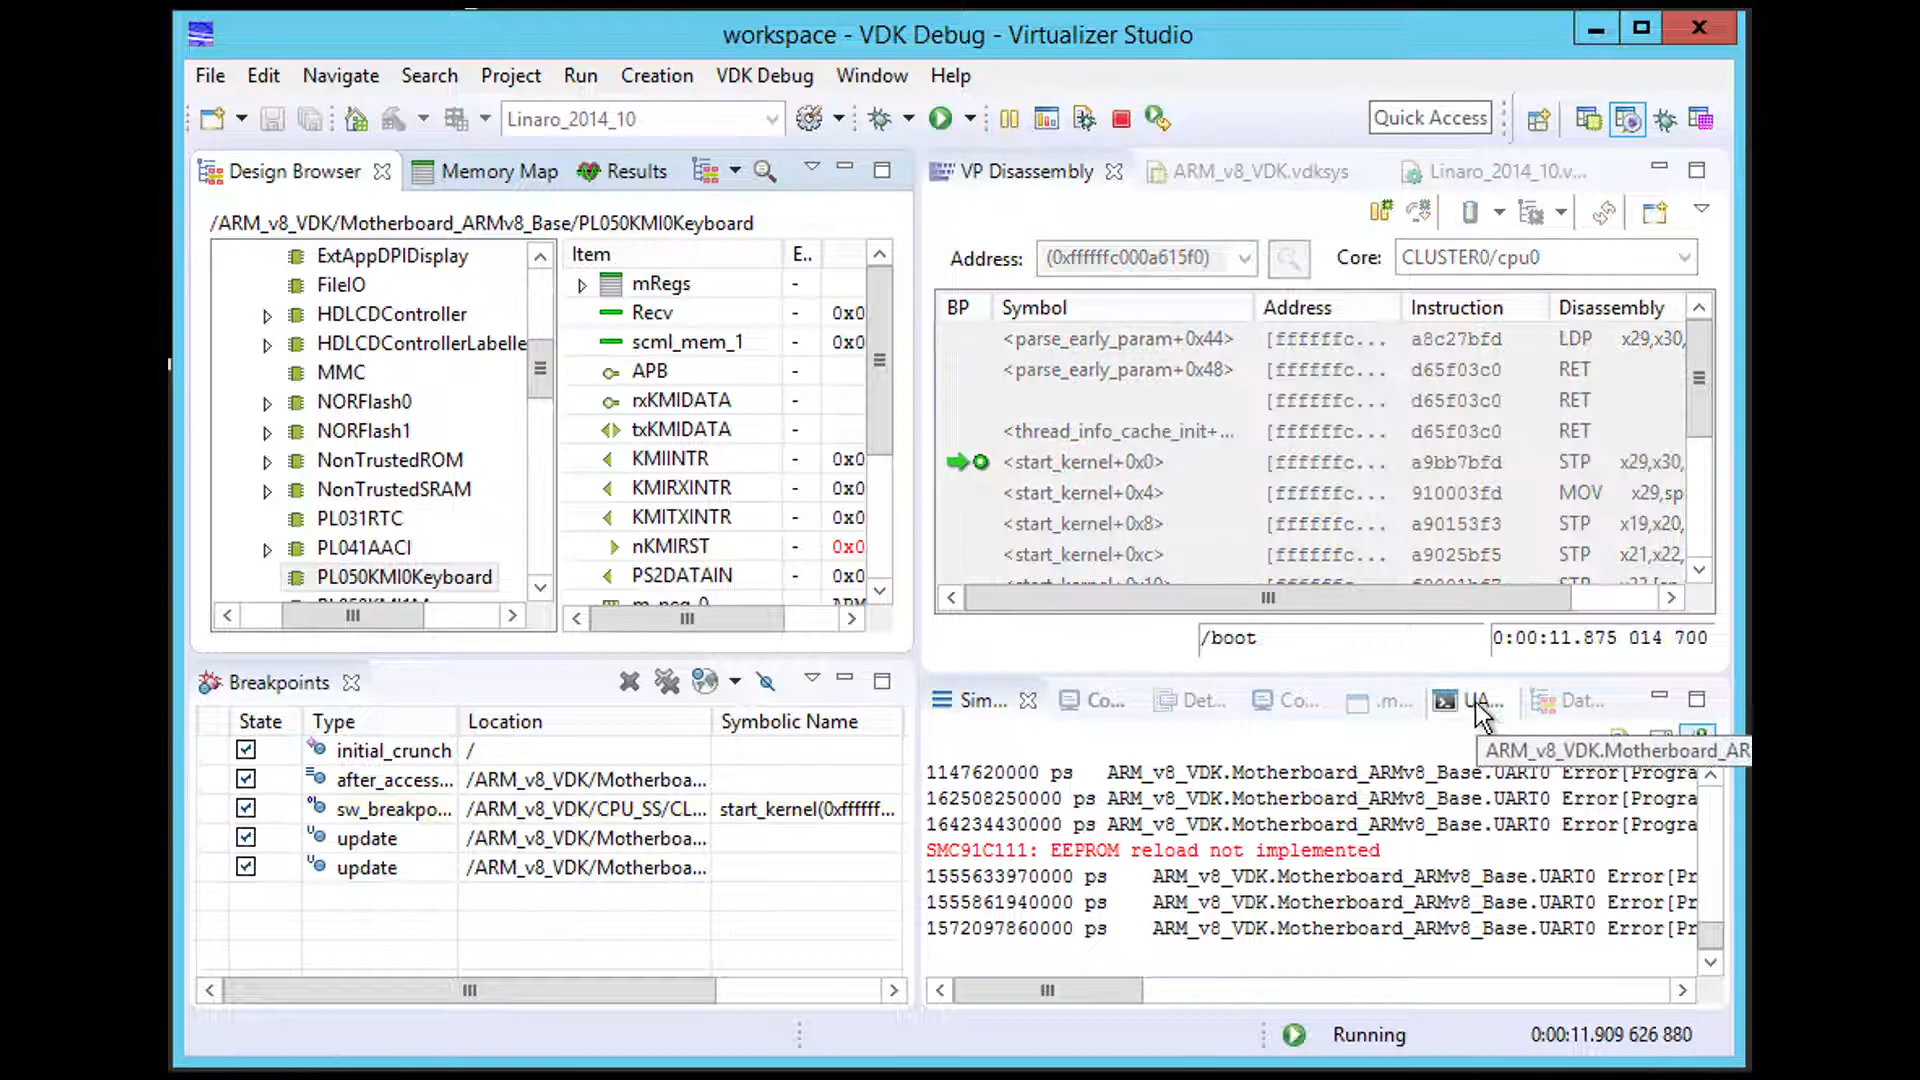 workspace - VDK Debug - Virtualizer Studio
File Edit Navigate Search Project Run Creation VDK Debug Window Help
Linaro_2014_10
Quick Access
Design Browser Memory Map Results
/ARM_v8_VDK/Motherboard_ARMv8_Base/PL050KMI0Keyboard
ExtAppDPIDisplay
FileIO
HDLCDController
HDLCDControllerLabelle
MMC
NORFlash0
NORFlash1
NonTrustedROM
NonTrustedSRAM
PL031RTC
PL041AACI
PL050KMI0Keyboard
Item E..
mRegs -
Recv - 0x0
scml_mem_1 - 0x0
APB -
rxKMIDATA -
txKMIDATA -
KMIINTR - 0x0
KMIRXINTR - 0x0
KMITXINTR - 0x0
nKMIRST - 0x0
PS2DATAIN - 0x0
VP Disassembly ARM_v8_VDK.vdksys Linaro_2014_10.v...
Address: (0xffffffc000a615f0) Core: CLUSTER0/cpu0
BP Symbol Address Instruction Disassembly
<parse_early_param+0x44> [ffffffc... a8c27bfd LDP x29,x30,
<parse_early_param+0x48> [ffffffc... d65f03c0 RET
[ffffffc... d65f03c0 RET
<thread_info_cache_init+... [ffffffc... d65f03c0 RET
<start_kernel+0x0> [ffffffc... a9bb7bfd STP x29,x30,
<start_kernel+0x4> [ffffffc... 910003fd MOV x29,sp
<start_kernel+0x8> [ffffffc... a90153f3 STP x19,x20,
<start_kernel+0xc> [ffffffc... a9025bf5 STP x21,x22,
/boot 0:00:11.875 014 700
Breakpoints
State Type Location Symbolic Name
initial_crunch /
after_access... /ARM_v8_VDK/Motherboa...
sw_breakpo... /ARM_v8_VDK/CPU_SS/CL... start_kernel(0xffffff...
update /ARM_v8_VDK/Motherboa...
update /ARM_v8_VDK/Motherboa...
Sim... Co... Det... Co... .m... UA... Dat...
ARM_v8_VDK.Motherboard_AR
1147620000 ps ARM_v8_VDK.Motherboard_ARMv8_Base.UART0 Error[Progra
162508250000 ps ARM_v8_VDK.Motherboard_ARMv8_Base.UART0 Error[Progra
164234430000 ps ARM_v8_VDK.Motherboard_ARMv8_Base.UART0 Error[Progra
SMC91C111: EEPROM reload not implemented
1555633970000 ps ARM_v8_VDK.Motherboard_ARMv8_Base.UART0 Error[Pr
1555861940000 ps ARM_v8_VDK.Motherboard_ARMv8_Base.UART0 Error[Pr
1572097860000 ps ARM_v8_VDK.Motherboard_ARMv8_Base.UART0 Error[Pr
Running 0:00:11.909 626 880